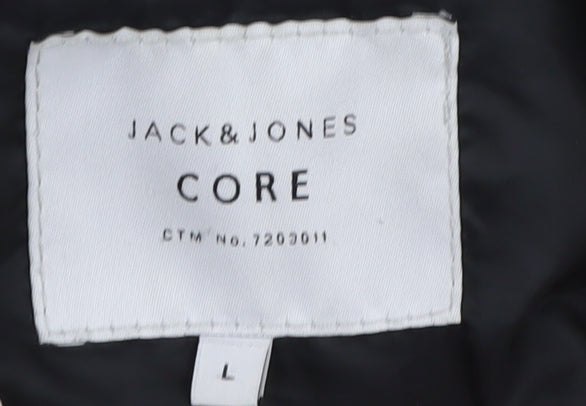 JACK&JONES
CORE
CTM No. 7203011
L